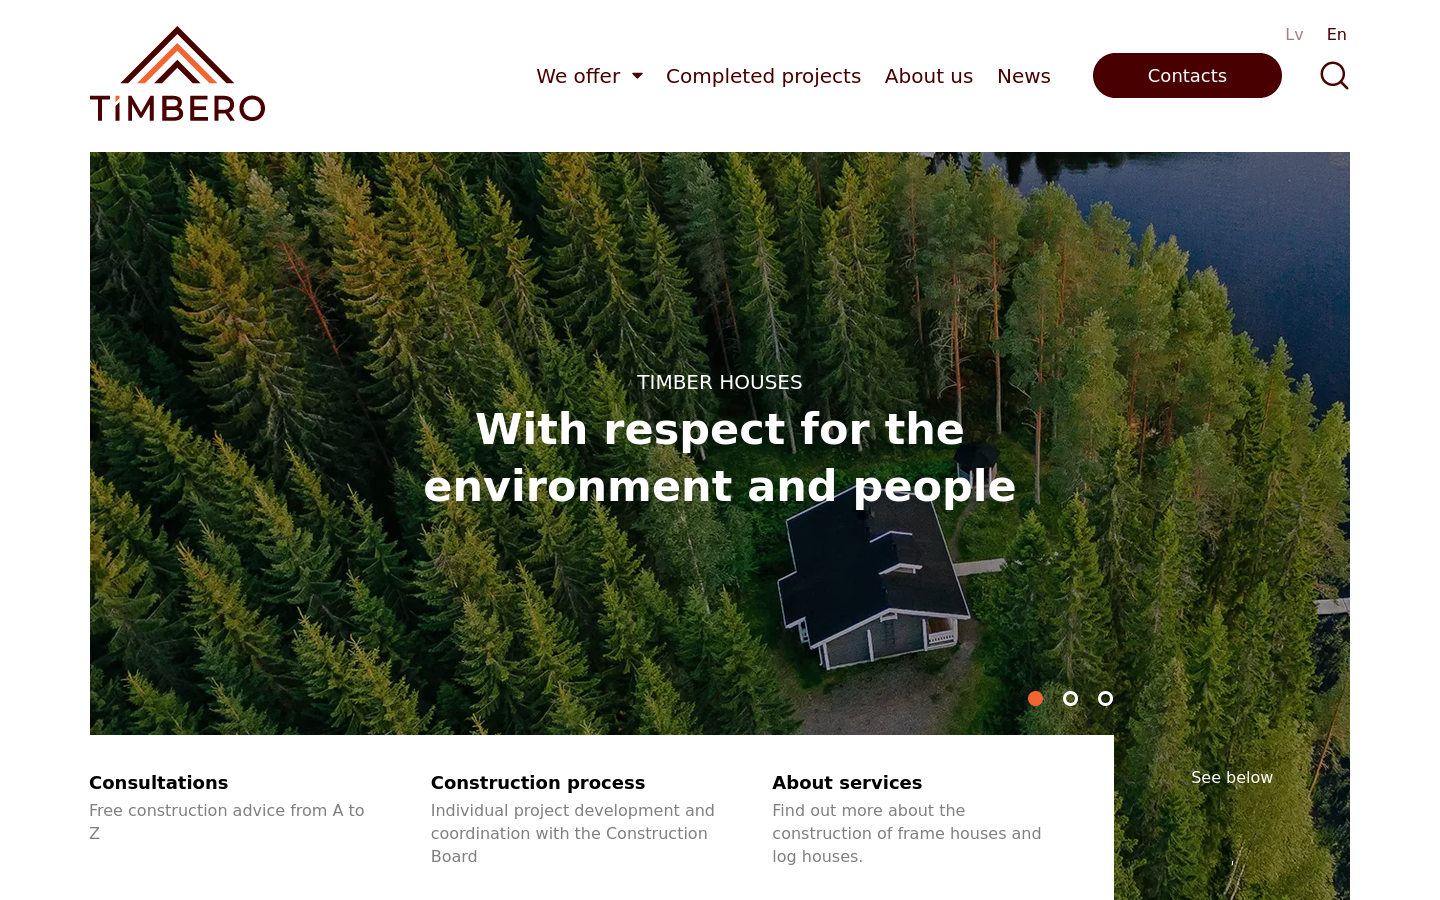 Lv En
TiMBERO
We offer Completed projects About us News Contacts
TIMBER HOUSES
With respect for the
environment and people
See below
Consultations
Free construction advice from A to
Z
Construction process
Individual project development and
coordination with the Construction
Board
About services
Find out more about the
construction of frame houses and
log houses.